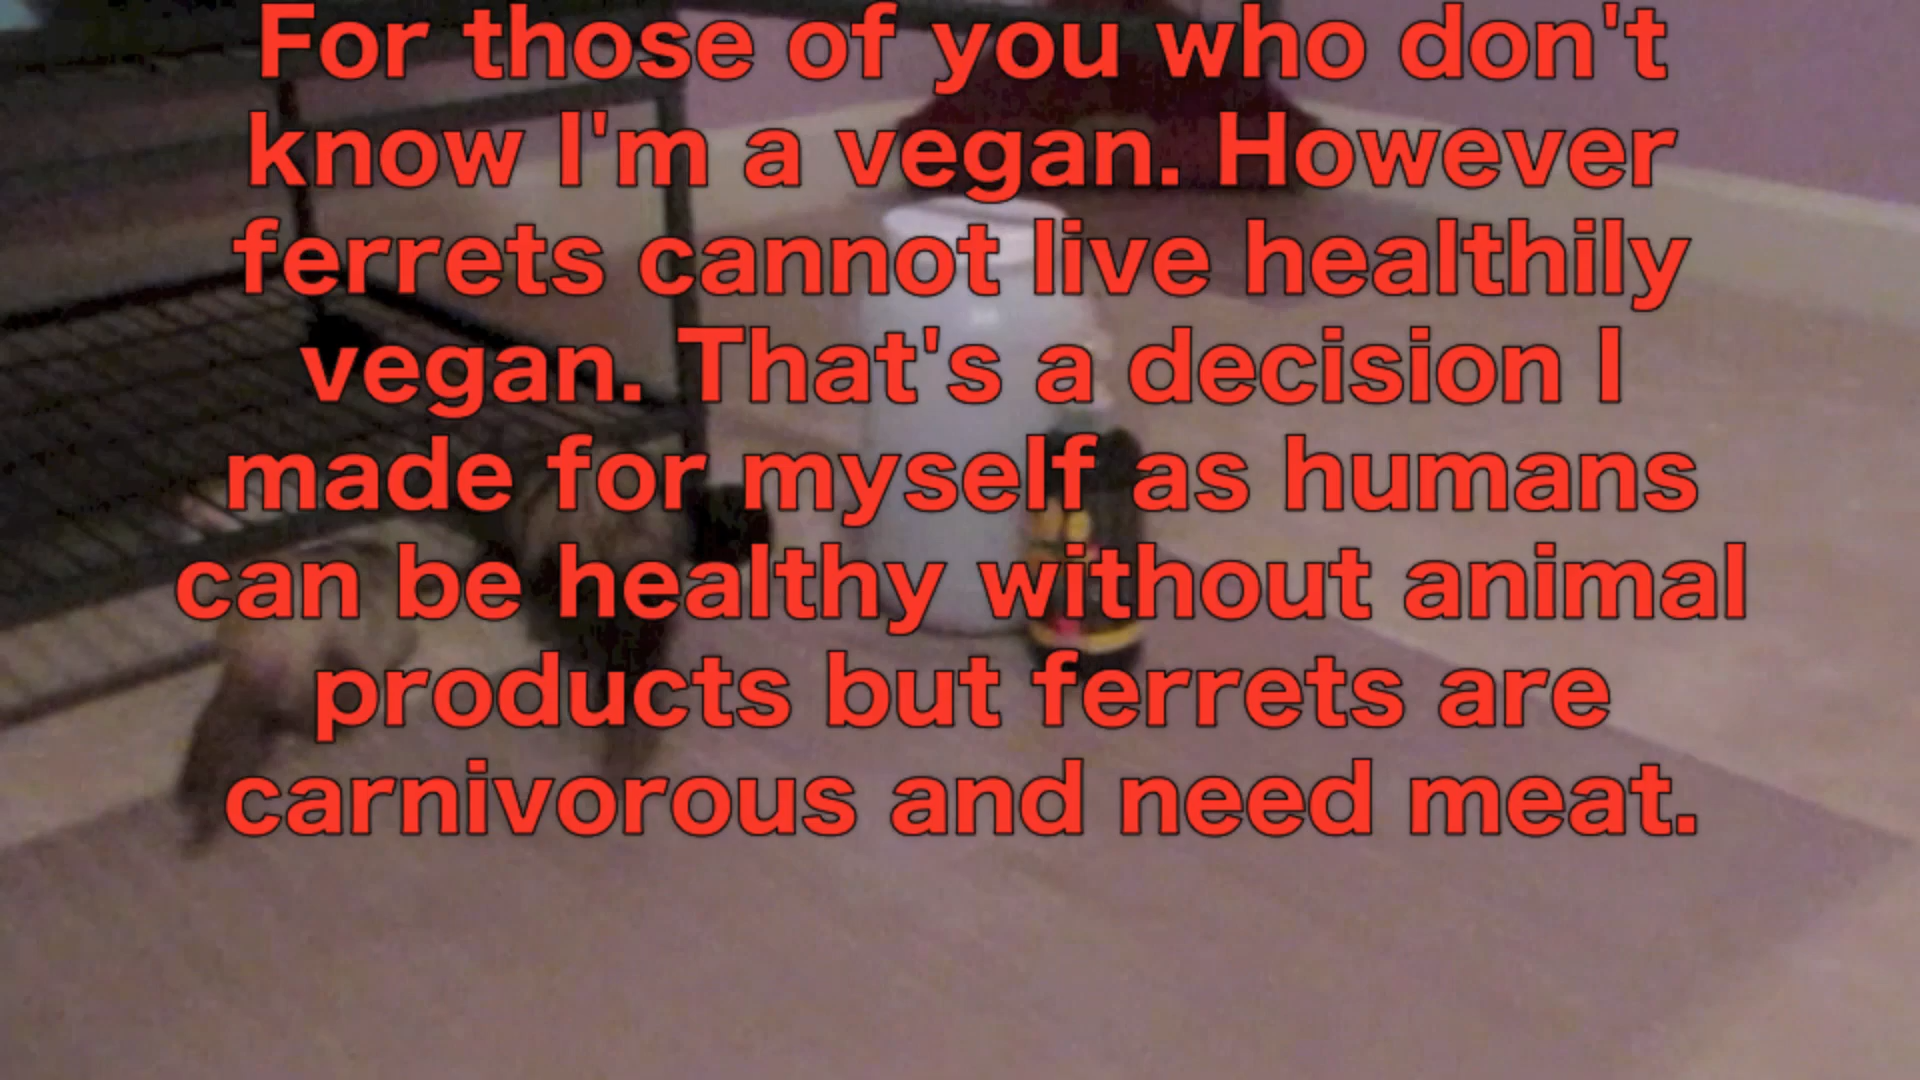 For those of you who don't
know I'm a vegan. However
ferrets cannot live healthily
vegan. That's a decision I
made for myself as humans
can be healthy without animal
products but ferrets are
carnivorous and need meat.